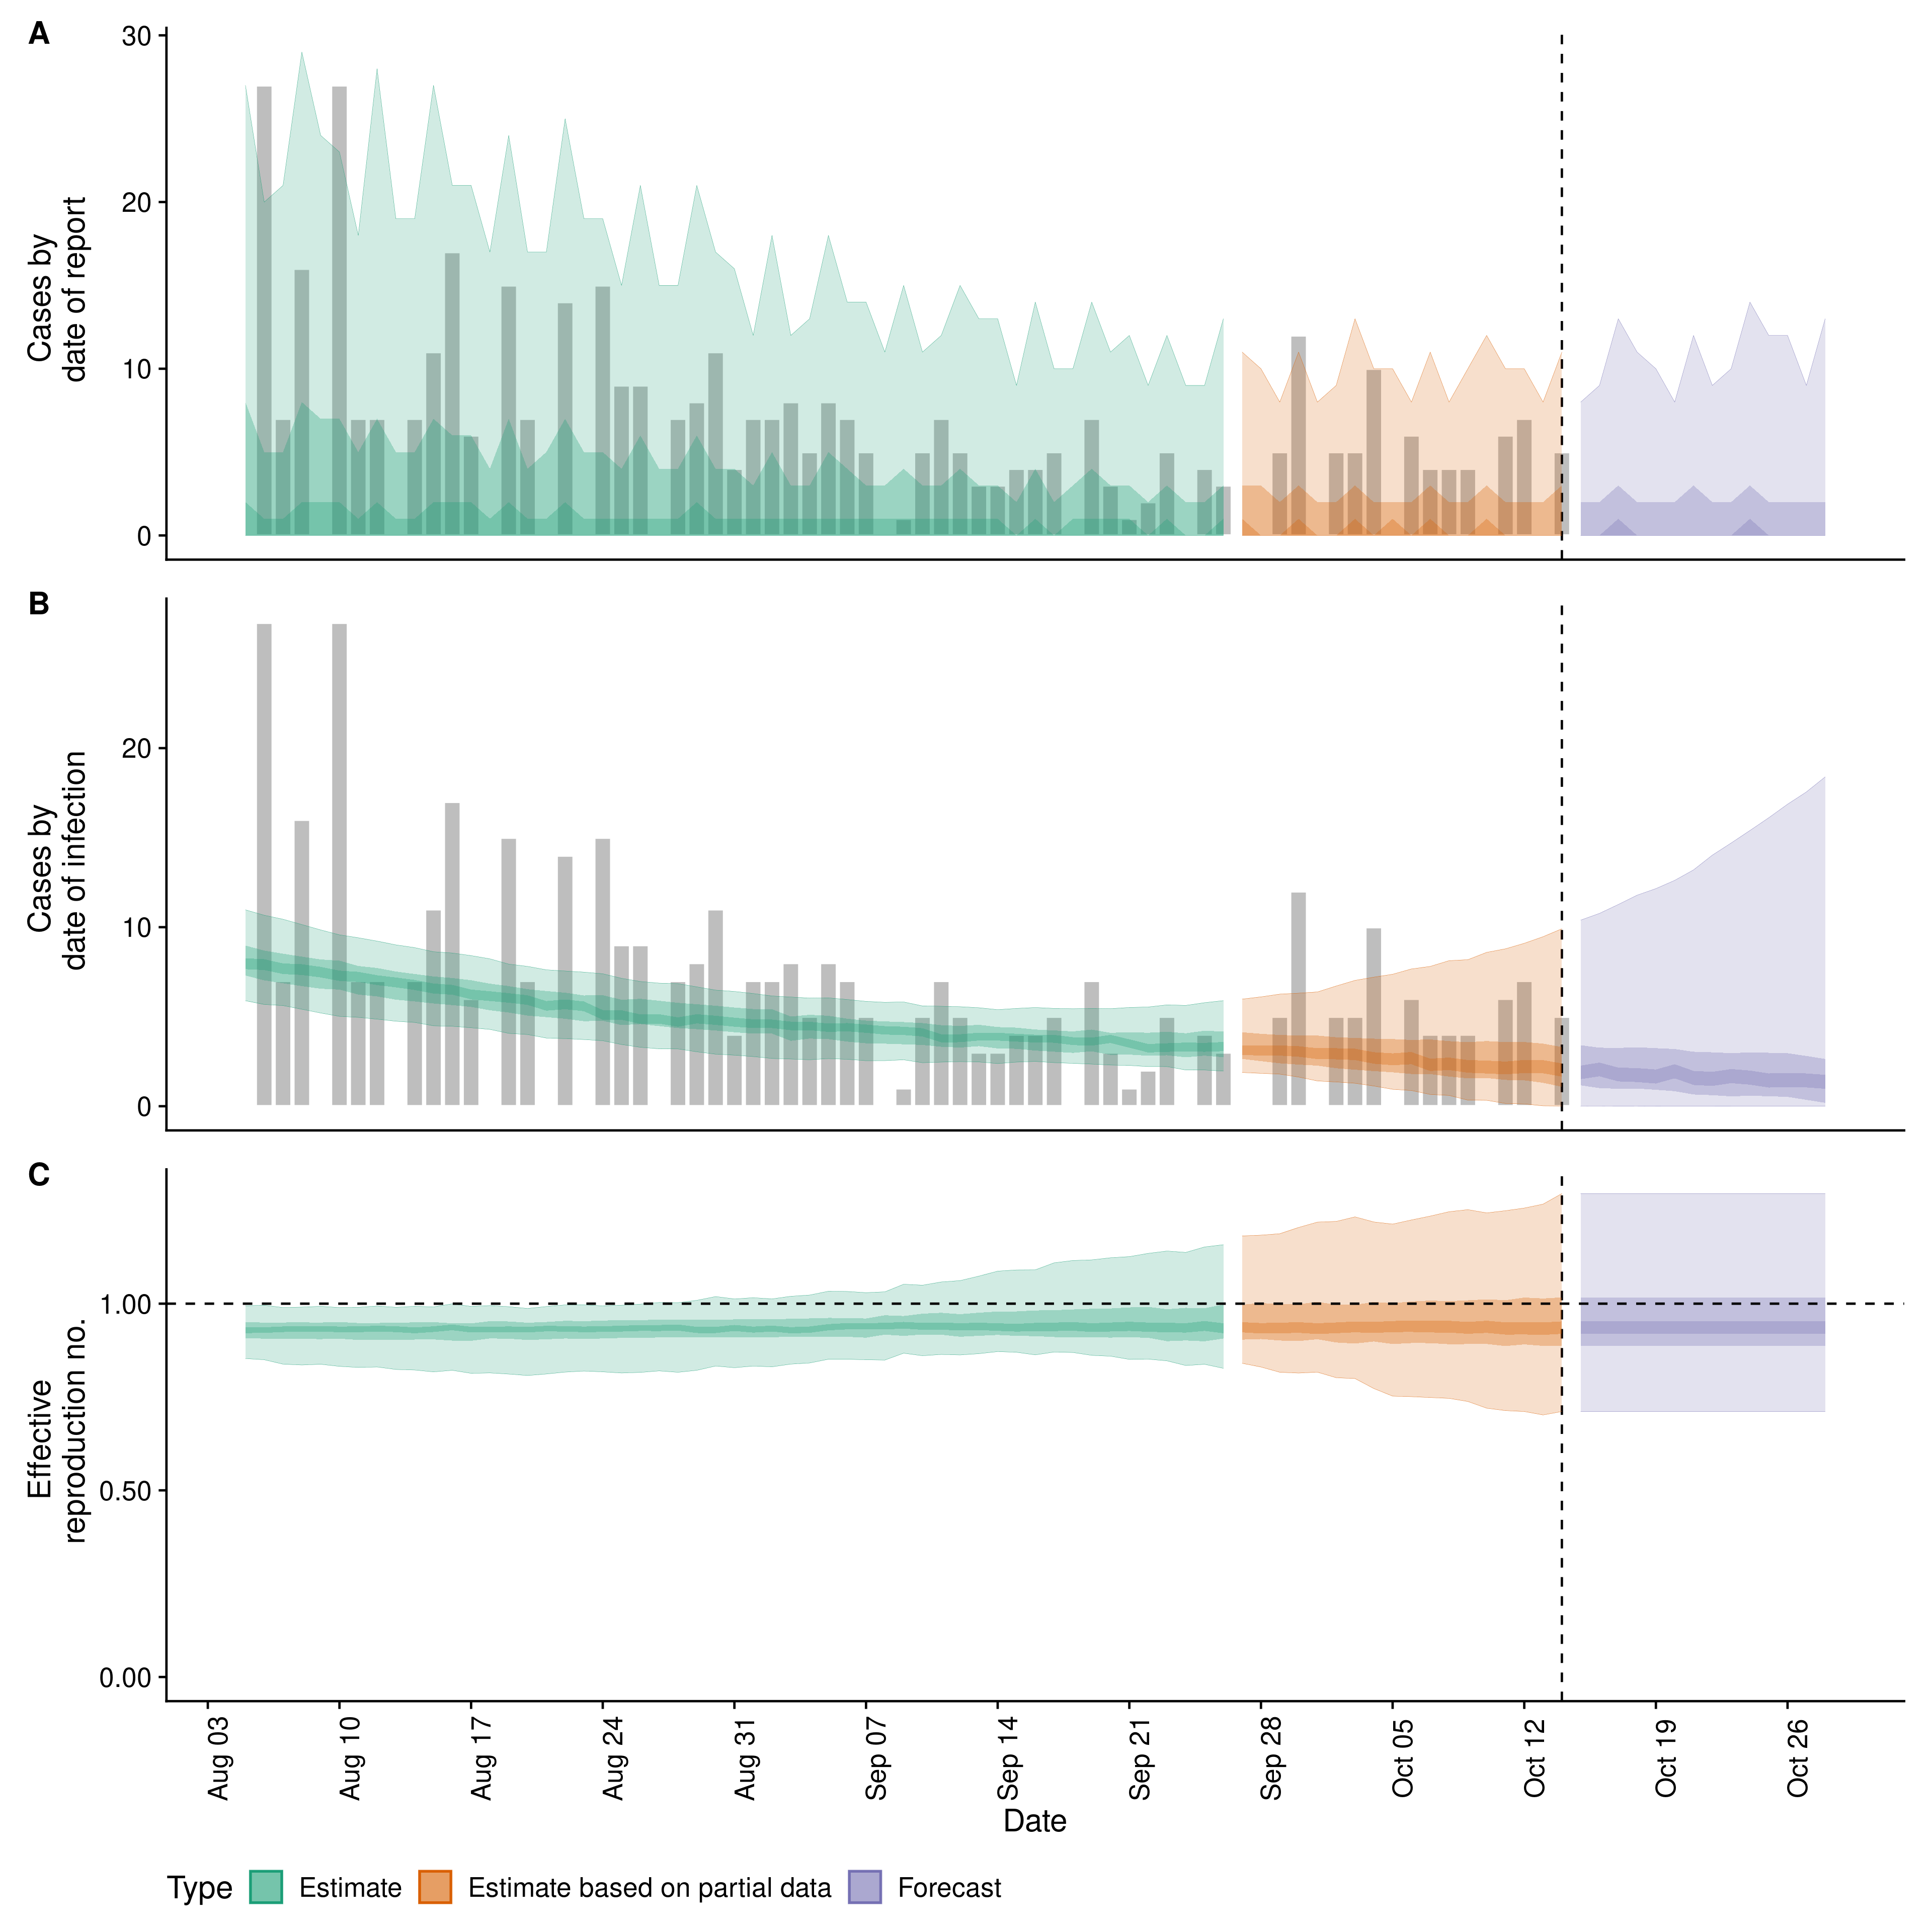 A
30
20
10
0
Cases by
date of report
B
20
10
0
Cases by
date of infection
C
1.00
0.50
0.00
Effective
reproduction no.
Aug 03
Aug 10
Aug 17
Aug 24
Aug 31
Sep 07
Sep 14
Sep 21
Sep 28
Oct 05
Oct 12
Oct 19
Oct 26
Date
Type Estimate Estimate based on partial data Forecast